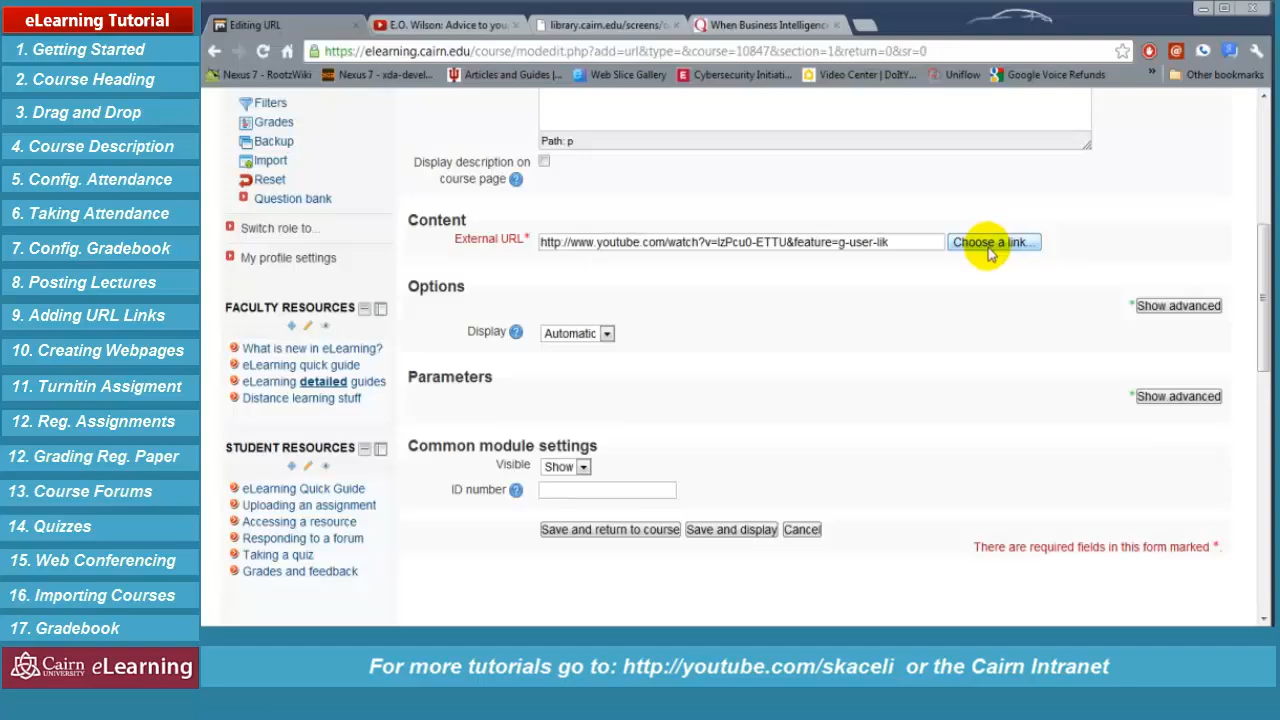 eLearning Tutorial
1. Getting Started
2. Course Heading
3. Drag and Drop
4. Course Description
5. Config. Attendance
6. Taking Attendance
7. Config. Gradebook
8. Posting Lectures
9. Adding URL Links
10. Creating Webpages
11. Turnitin Assigment
12. Reg. Assignments
12. Grading Reg. Paper
13. Course Forums
14. Quizzes
15. Web Conferencing
16. Importing Courses
17. Gradebook
Cairn UNIVERSITY eLearning
Editing URL
E.O. Wilson: Advice to you
library.cairn.edu/screens/
When Business Intelligenc
https://elearning.cairn.edu/course/modedit.php?add=url&type=&course=10847&section=1&return=0&sr=0
Nexus 7 - RootzWiki
Nexus 7 - xda-devel...
Articles and Guides |...
Web Slice Gallery
Cybersecurity Initiati...
Video Center | DoITY...
Uniflow
Google Voice Refunds
»
Other bookmarks
Filters
Grades
Backup
Import
Reset
Question bank
Switch role to...
My profile settings
FACULTY RESOURCES
What is new in eLearning?
eLearning quick guide
eLearning detailed guides
Distance learning stuff
STUDENT RESOURCES
eLearning Quick Guide
Uploading an assignment
Accessing a resource
Responding to a forum
Taking a quiz
Grades and feedback
Path: p
Display description on
course page
Content
External URL*
http://www.youtube.com/watch?v=IzPcu0-ETTU&feature=g-user-lik
Choose a link...
Options
*Show advanced
Display
Automatic
Parameters
*Show advanced
Common module settings
Visible
Show
ID number
Save and return to course
Save and display
Cancel
There are required fields in this form marked *.
For more tutorials go to: http://youtube.com/skaceli or the Cairn Intranet